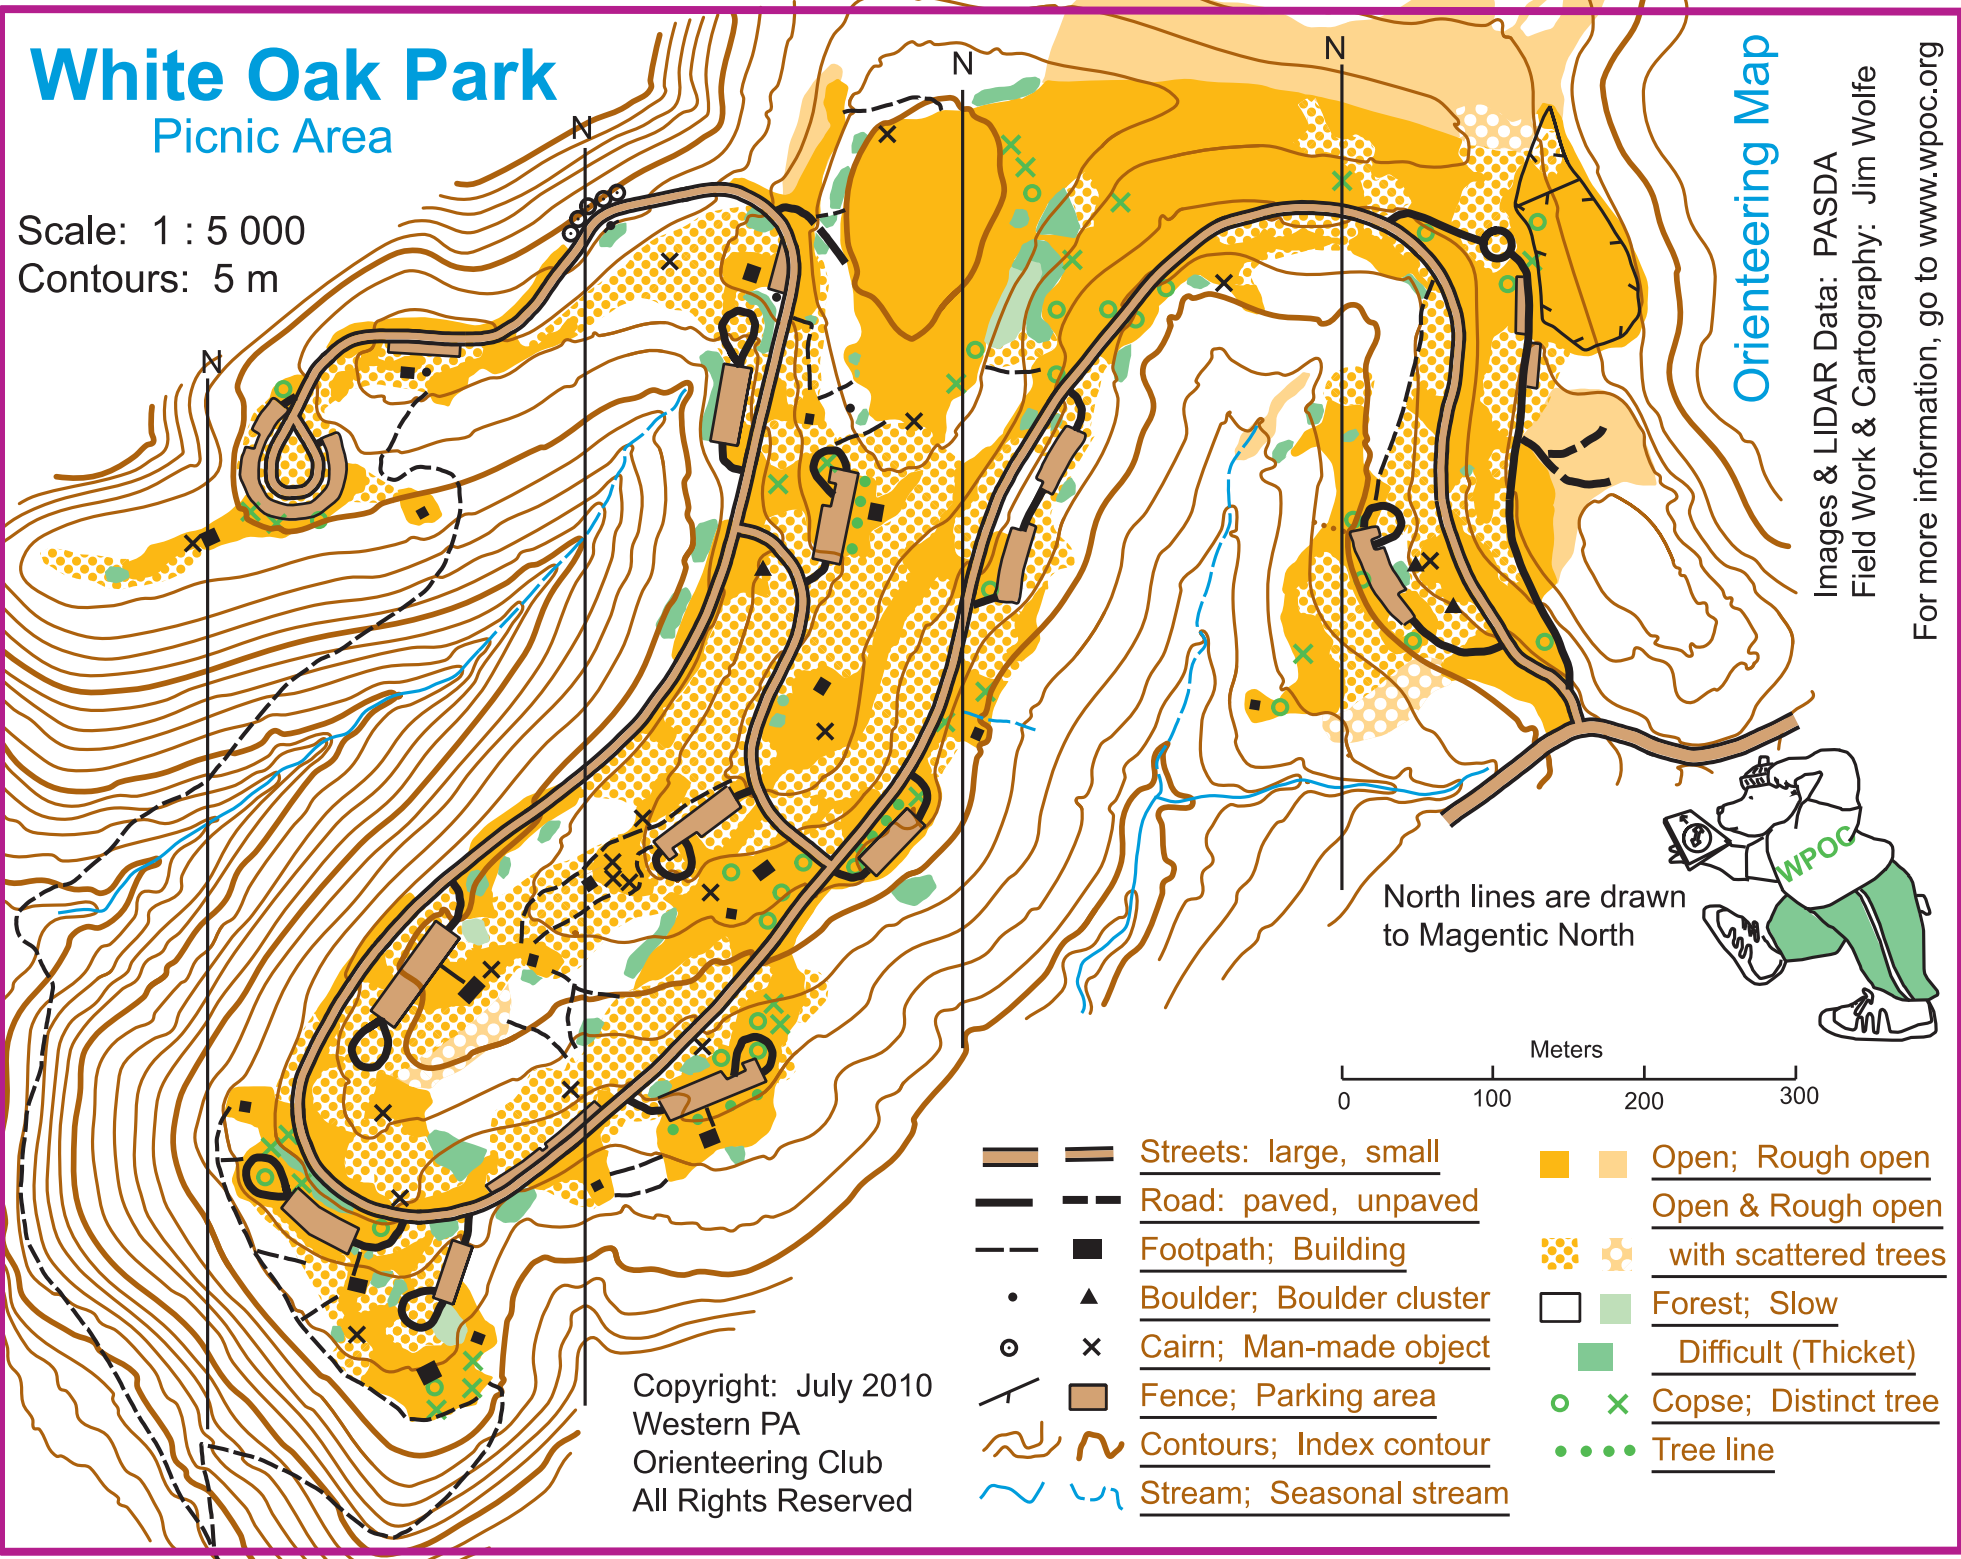 White Oak Park
Picnic Area
Scale: 1 : 5 000
Contours: 5 m
N
N
N
N
Orienteering Map
Images & LIDAR Data: PASDA
Field Work & Cartography: Jim Wolfe
For more information, go to www.wpoc.org
WPOC
North lines are drawn
to Magentic North
Meters
0 100 200 300
Streets: large, small
Road: paved, unpaved
Footpath; Building
Boulder; Boulder cluster
Cairn; Man-made object
Fence; Parking area
Contours; Index contour
Stream; Seasonal stream
Open; Rough open
Open & Rough open
with scattered trees
Forest; Slow
Difficult (Thicket)
Copse; Distinct tree
Tree line
Copyright: July 2010
Western PA
Orienteering Club
All Rights Reserved